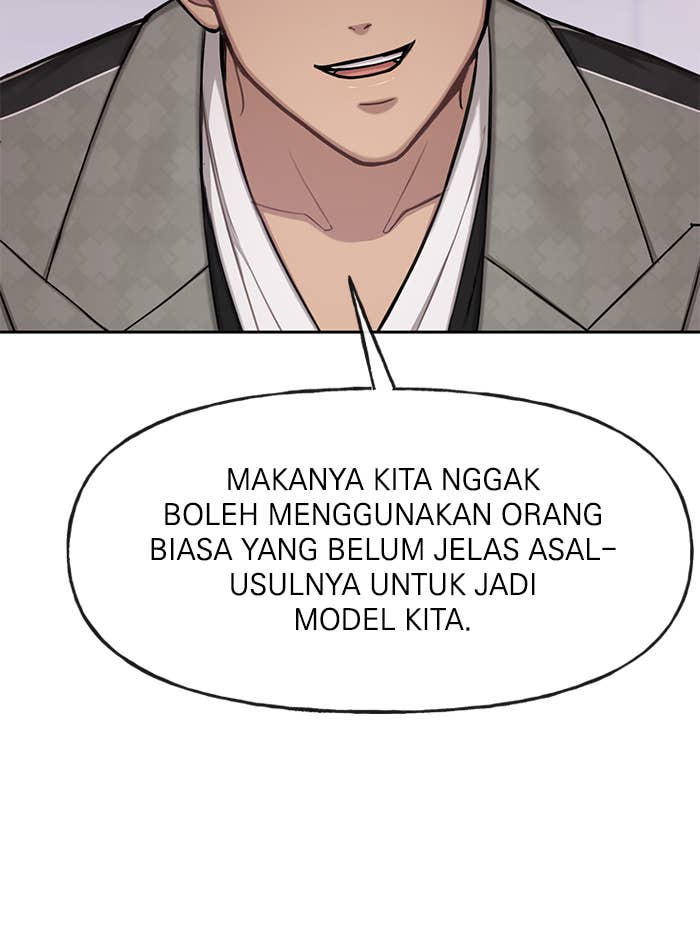 MAKANYA KITA NGGAK
BOLEH MENGGUNAKAN ORANG
BIASA YANG BELUM JELAS ASAL-
USULNYA UNTUK JADI
MODEL KITA.